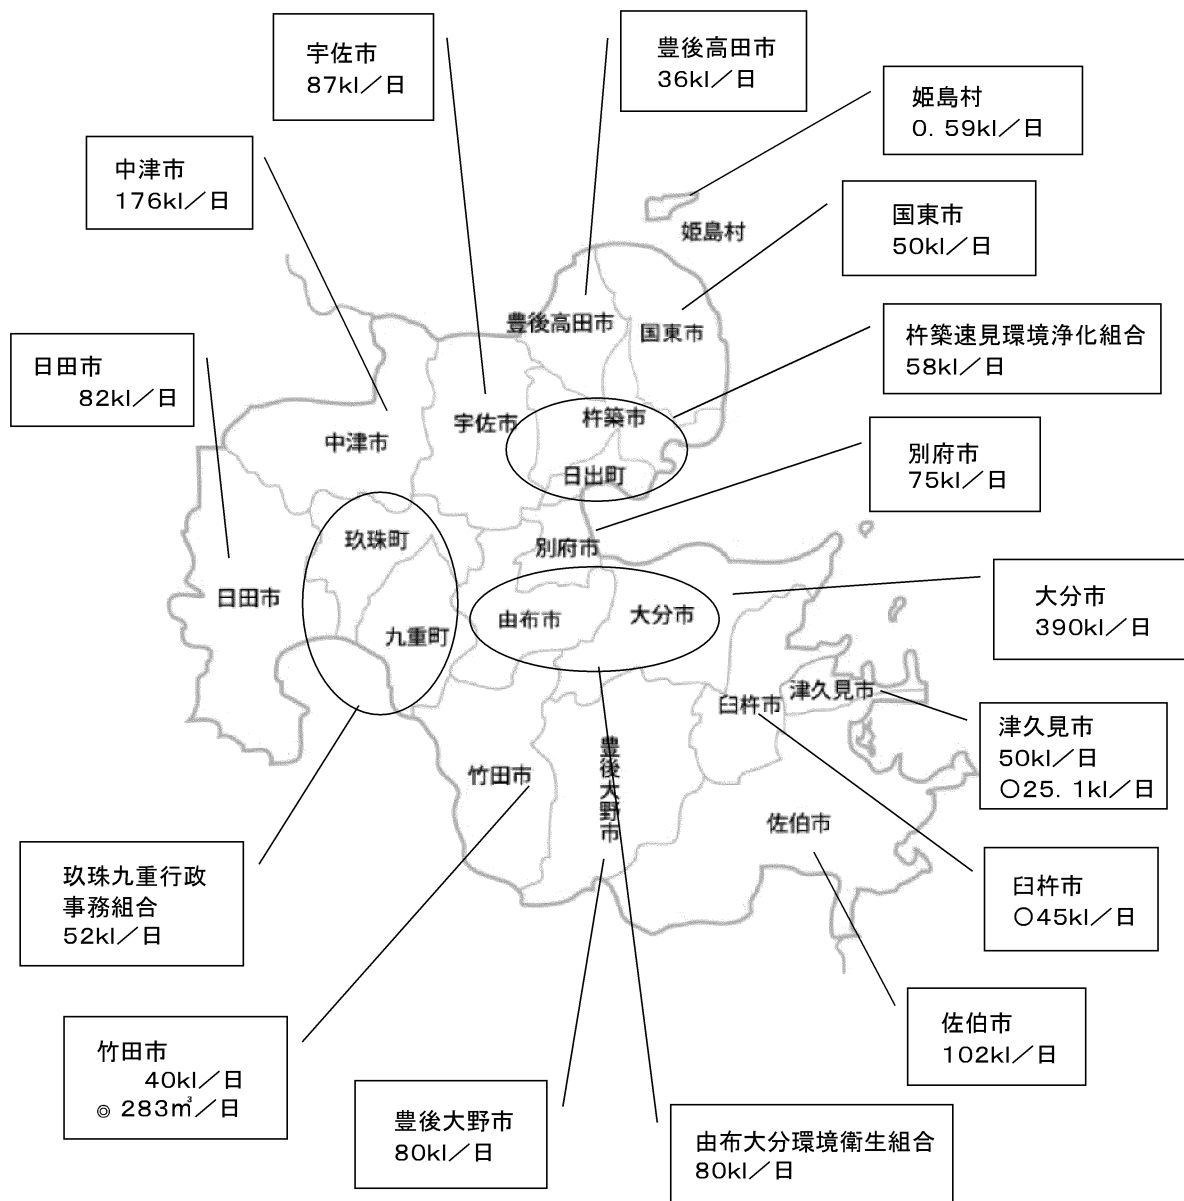 宇佐市
87kl／日
豊後高田市
36kl／日
姫島村
0．59kl／日
中津市
176kl／日
国東市
50kl／日
姫島村
豊後高田市
国東市
杵築速見環境浄化組合
58kl／日
日田市
82kl／日
宇佐市
杵築市
中津市
日出町
別府市
75kl／日
玖珠町
別府市
日田市
九重町
由布市
大分市
大分市
390kl／日
津久見市
臼杵市
津久見市
50kl／日
○25．1kl／日
竹田市
豊後大野市
佐伯市
玖珠九重行政
事務組合
52kl／日
臼杵市
○45kl／日
佐伯市
102kl／日
竹田市
40kl／日
◎ 283㎥／日
豊後大野市
80kl／日
由布大分環境衛生組合
80kl／日